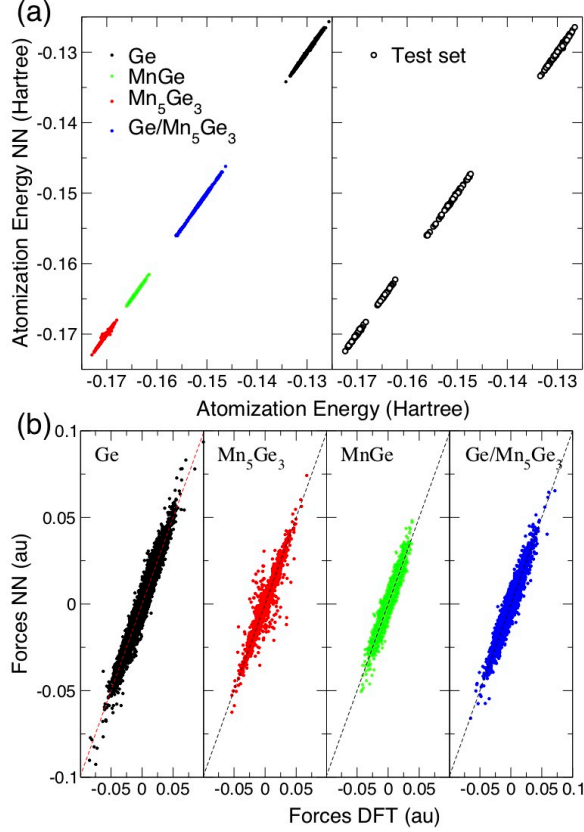 (a)
Ge
MnGe
Mn5Ge3
Ge/Mn5Ge3
Test set
Atomization Energy NN (Hartree)
-0.13
-0.14
-0.15
-0.16
-0.17
-0.17 -0.16 -0.15 -0.14 -0.13 -0.17 -0.16 -0.15 -0.14 -0.13
Atomization Energy (Hartree)
(b)
Ge Mn5Ge3 MnGe Ge/Mn5Ge3
Forces NN (au)
0.1
0.05
0
-0.05
-0.1
-0.05 0 0.05 -0.05 0 0.05 -0.05 0 0.05 -0.05 0 0.05 0.1
Forces DFT (au)